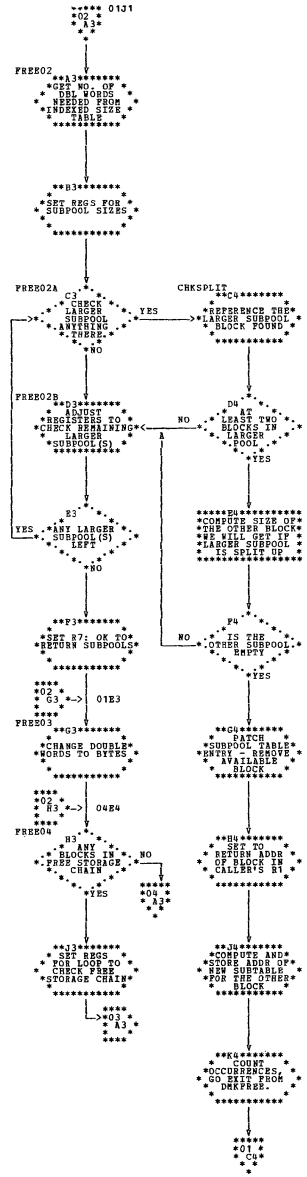 01J1
*02
A3*
FREE02
**A3*******
*GET NO. OF
DBL WORDS
NEEDED FROM
INDEXED SIZE
TABLE
**B3*******
*SET REGS FOR
SUBPOOL SIZES
FREE02A
C3
CHECK
LARGER
SUBPOOL
ANYTHING
THERE.
YES
*NO
CHKSPLIT
**C4*******
*REFERENCE THE
*LARGER SUBPOOL
BLOCK FOUND
FREE02B
**D3*******
ADJUST
REGISTERS TO
*CHECK REMAINING
LARGER
SUBPOOL(S)
D4
AT
LEAST TWO
BLOCKS IN
LARGER
POOL
NO
A
*YES
E3
ANY LARGER
SUBPOOL(S)
LEFT
YES
*NO
*****E4*******
*COMPUTE SIZE OF*
*THE OTHER BLOCK*
*WE WILL GET IF *
*LARGER SUBPOOL *
* IS SPLIT UP *
**F3*******
*SET R7: OK TO
*RETURN SUBPOOLS*
F4
IS THE
OTHER SUBPOOL
EMPTY
NO
*YES
*02
G3 *-> 01E3
FREE03
**G3*******
*CHANGE DOUBLE
WORDS TO BYTES
**G4*******
PATCH
*SUBPOOL TABLE
ENTRY - REMOVE
AVAILABLE
BLOCK
*02
H3 *-> 04E4
FREE04
H3
ANY
BLOCKS IN
FREE STORAGE
CHAIN
NO
*YES
*04
A3*
**H4*******
SET TO
RETURN ADDR
OF BLOCK IN
CALLER'S R1
**J3*******
SET REGS
FOR LOOP TO
CHECK FREE
STORAGE CHAIN
*03
A3*
**J4*******
*COMPUTE AND
STORE ADDR OF
NEW SUBTABLE
FOR THE OTHER
BLOCK
**K4*******
COUNT
OCCURRENCES,
GO EXIT FROM
DMKFREE.
*01
C4*